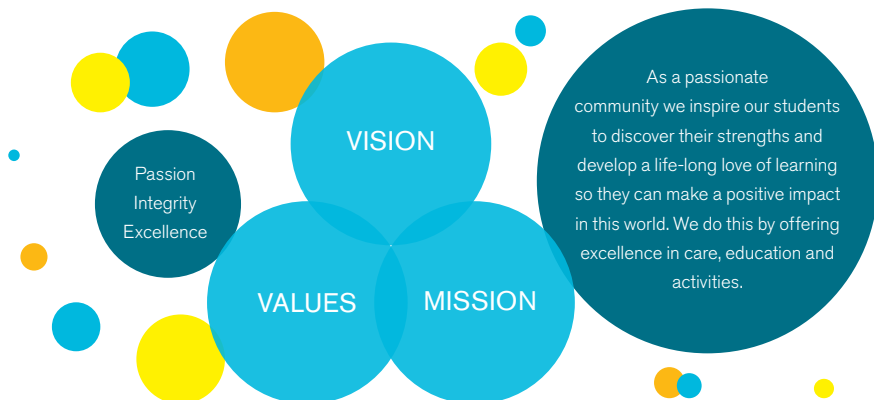 VISION
Passion
Integrity
Excellence
VALUES
MISSION
As a passionate
community we inspire our students
to discover their strengths and
develop a life-long love of learning
so they can make a positive impact
in this world. We do this by offering
excellence in care, education and
activities.